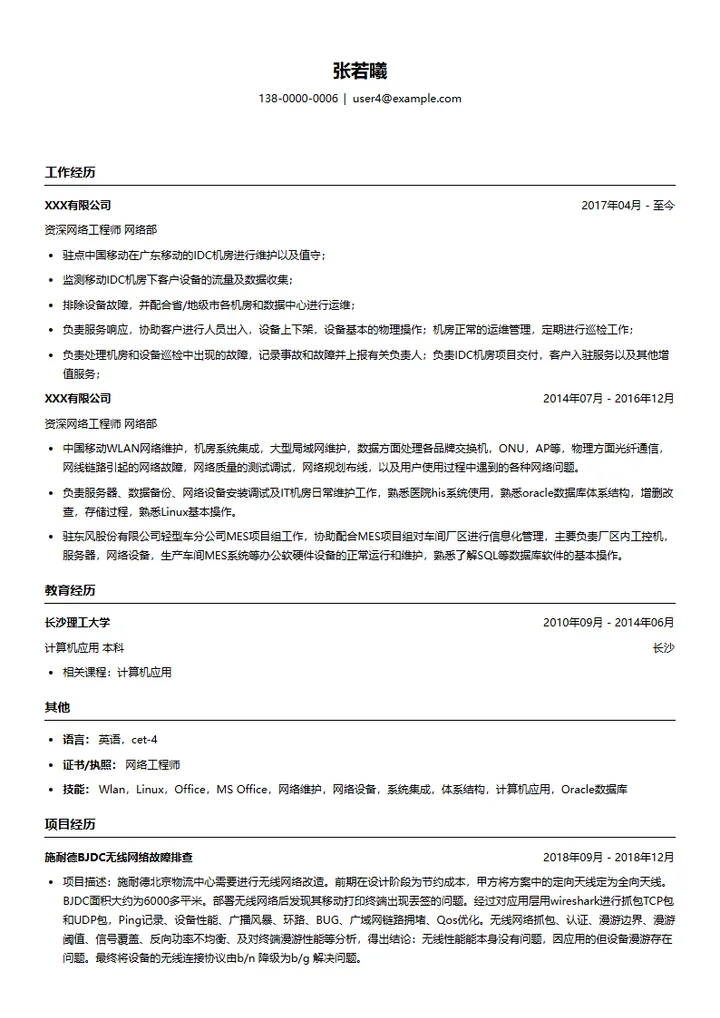 张若曦
138-0000-0006 | user4@example.com
工作经历
XXX有限公司 2017年04月 - 至今
资深网络工程师 网络部
• 驻点中国移动在广东移动的IDC机房进行维护以及值守；
• 监测移动IDC机房下客户设备的流量及数据收集；
• 排除设备故障，并配合省/地级市各机房和数据中心进行运维；
• 负责服务响应，协助客户进行人员出入，设备上下架，设备基本的物理操作；机房正常的运维管理，定期进行巡检工作；
• 负责处理机房和设备巡检中出现的故障，记录事故和故障并上报有关负责人；负责IDC机房项目交付，客户入驻服务以及其他增
值服务；
XXX有限公司 2014年07月 - 2016年12月
资深网络工程师 网络部
• 中国移动WLAN网络维护，机房系统集成，大型局域网维护，数据方面处理各品牌交换机，ONU，AP等，物理方面光纤通信，
网线链路引起的网络故障，网络质量的测试调试，网络规划布线，以及用户使用过程中遇到的各种网络问题。
• 负责服务器、数据备份、网络设备安装调试及IT机房日常维护工作，熟悉医院his系统使用，熟悉oracle数据库体系结构，增删改
查，存储过程，熟悉Linux基本操作。
• 驻东风股份有限公司轻型车分公司MES项目组工作，协助配合MES项目组对车间厂区进行信息化管理，主要负责厂区内工控机，
服务器，网络设备，生产车间MES系统等办公软硬件设备的正常运行和维护，熟悉了解SQL等数据库软件的基本操作。
教育经历
长沙理工大学 2010年09月 - 2014年06月
计算机应用 本科 长沙
• 相关课程：计算机应用
其他
• 语言： 英语，cet-4
• 证书/执照： 网络工程师
• 技能： Wlan，Linux，Office，MS Office，网络维护，网络设备，系统集成，体系结构，计算机应用，Oracle数据库
项目经历
施耐德BJDC无线网络故障排查 2018年09月 - 2018年12月
• 项目描述：施耐德北京物流中心需要进行无线网络改造。前期在设计阶段为节约成本，甲方将方案中的定向天线定为全向天线。
BJDC面积大约为6000多平米。部署无线网络后发现其移动打印终端出现丢签的问题。经过对应用层用wireshark进行抓包TCP包
和UDP包，Ping记录、设备性能、广播风暴、环路、BUG、广域网链路拥堵、Qos优化。无线网络抓包、认证、漫游边界、漫游
阈值、信号覆盖、反向功率不均衡、及对终端漫游性能等分析，得出结论：无线性能能本身没有问题，因应用的但设备漫游存在
问题。最终将设备的无线连接协议由b/n 降级为b/g 解决问题。